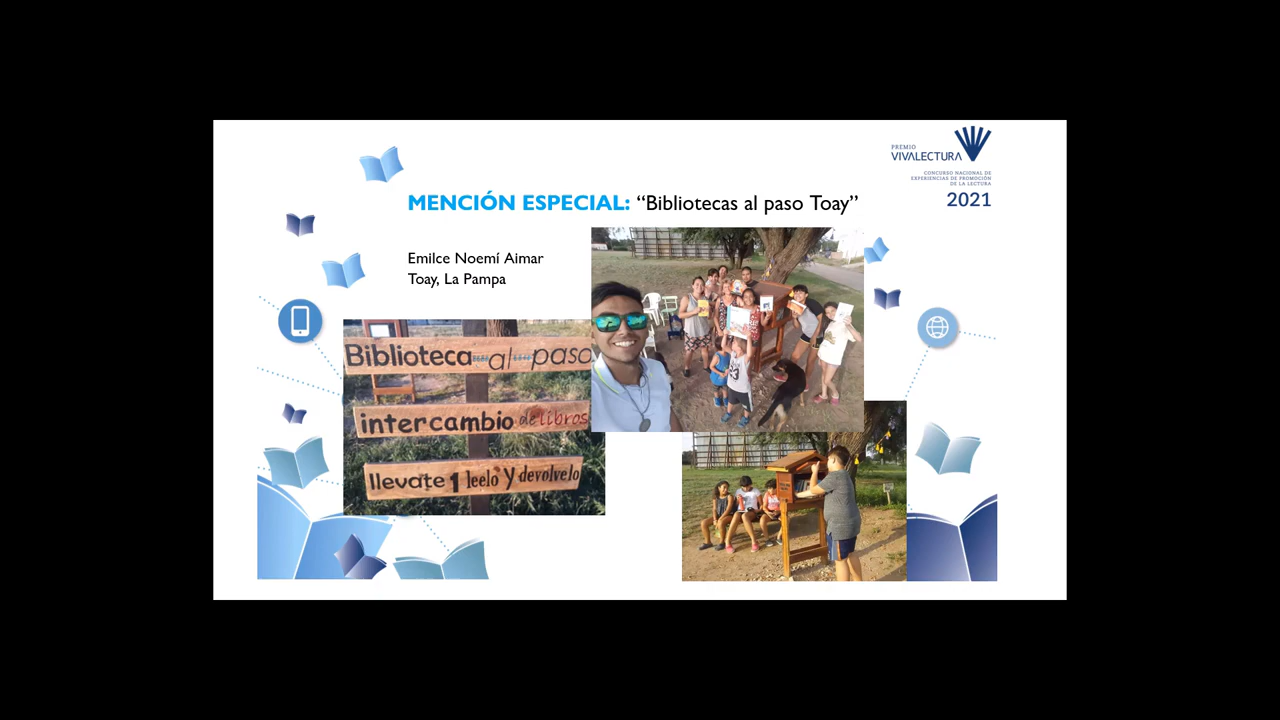 PREMIO
VIVALECTURA
CONCURSO NACIONAL DE
EXPERIENCIAS DE PROMOCIÓN
DE LA LECTURA
2021
MENCIÓN ESPECIAL: “Bibliotecas al paso Toay”
Emilce Noemí Aimar
Toay, La Pampa
Biblioteca al paso
intercambio de libros
llevate 1 leelo y devolvelo